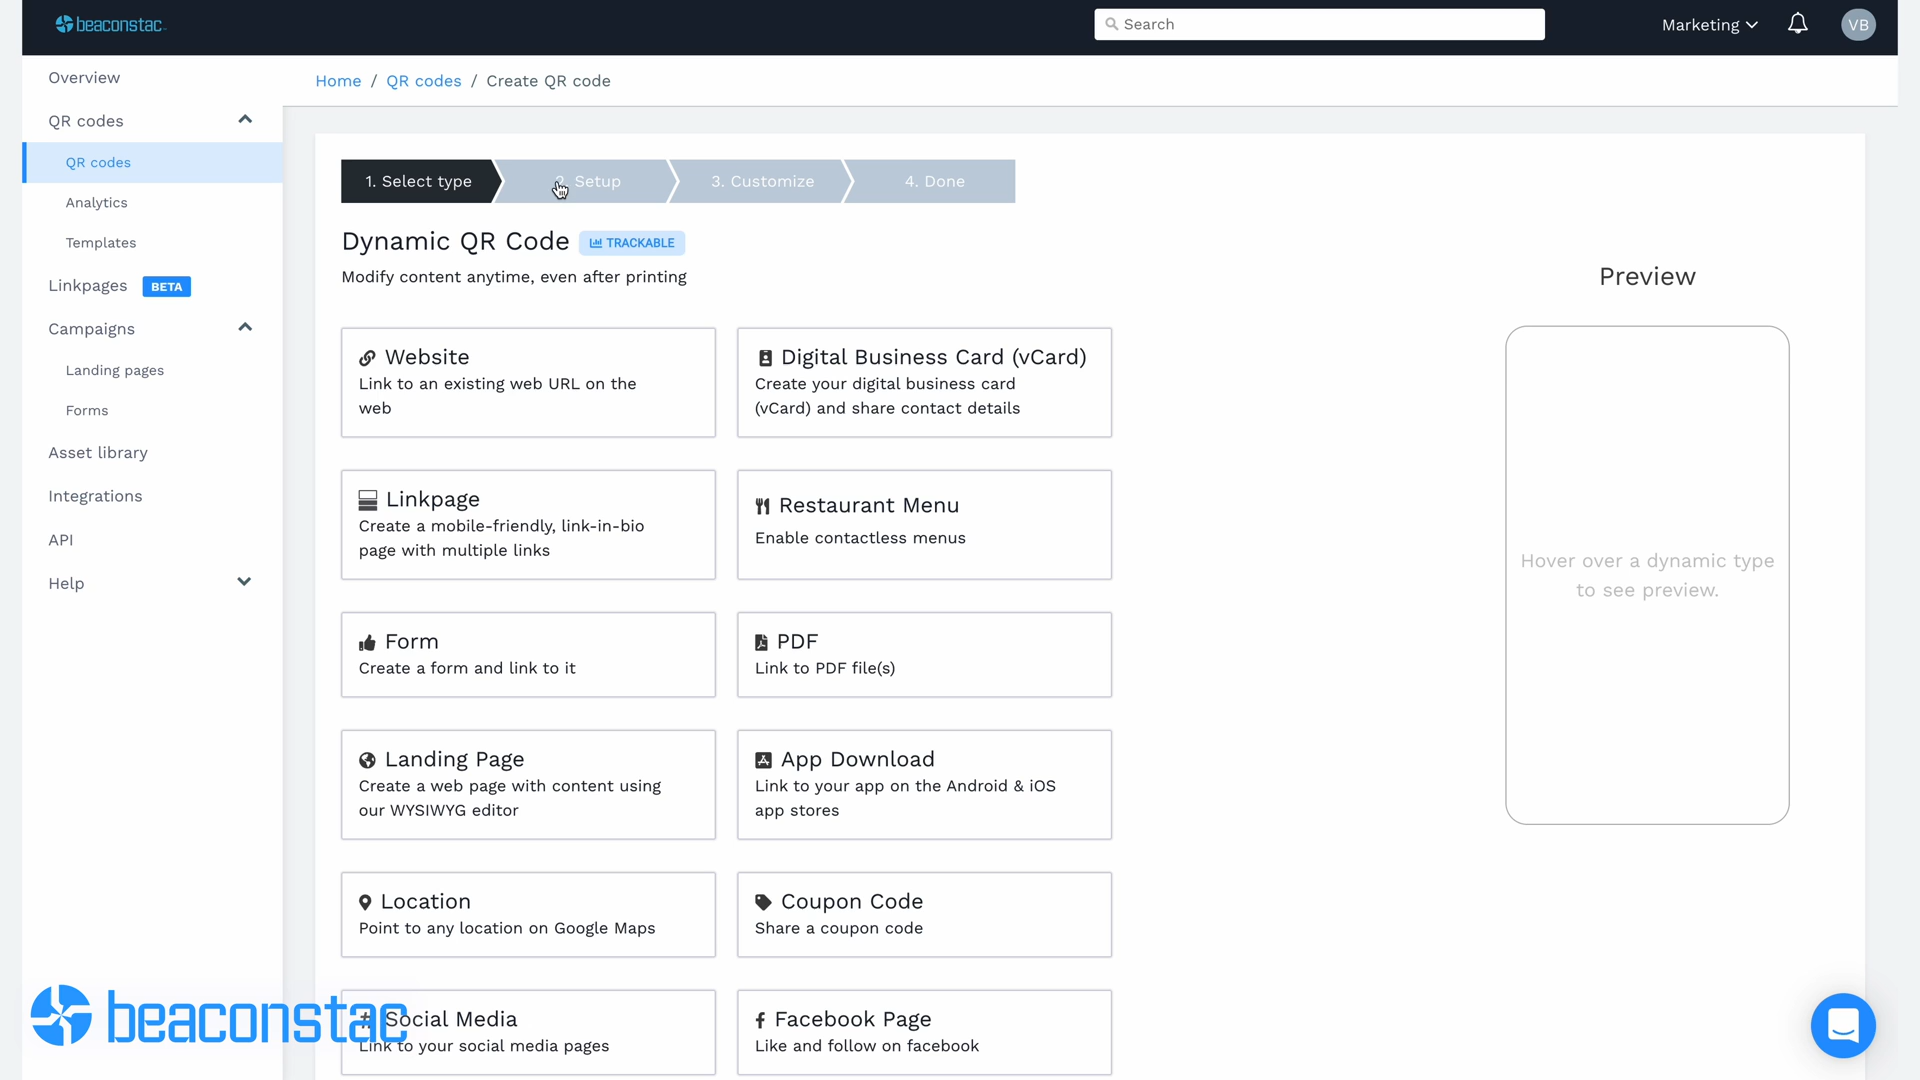 beaconstac
Search
Marketing
VB
Overview
QR codes
QR codes
Analytics
Templates
Linkpages BETA
Campaigns
Landing pages
Forms
Asset library
Integrations
API
Help
Home / QR codes / Create QR code
1. Select type
2. Setup
3. Customize
4. Done
Dynamic QR Code TRACKABLE
Modify content anytime, even after printing
Website
Link to an existing web URL on the
web
Digital Business Card (vCard)
Create your digital business card
(vCard) and share contact details
Linkpage
Create a mobile-friendly, link-in-bio
page with multiple links
Restaurant Menu
Enable contactless menus
Form
Create a form and link to it
PDF
Link to PDF file(s)
Landing Page
Create a web page with content using
our WYSIWYG editor
App Download
Link to your app on the Android & iOS
app stores
Location
Point to any location on Google Maps
Coupon Code
Share a coupon code
Social Media
Link to your social media pages
Facebook Page
Like and follow on facebook
Preview
Hover over a dynamic type
to see preview.
beaconstac